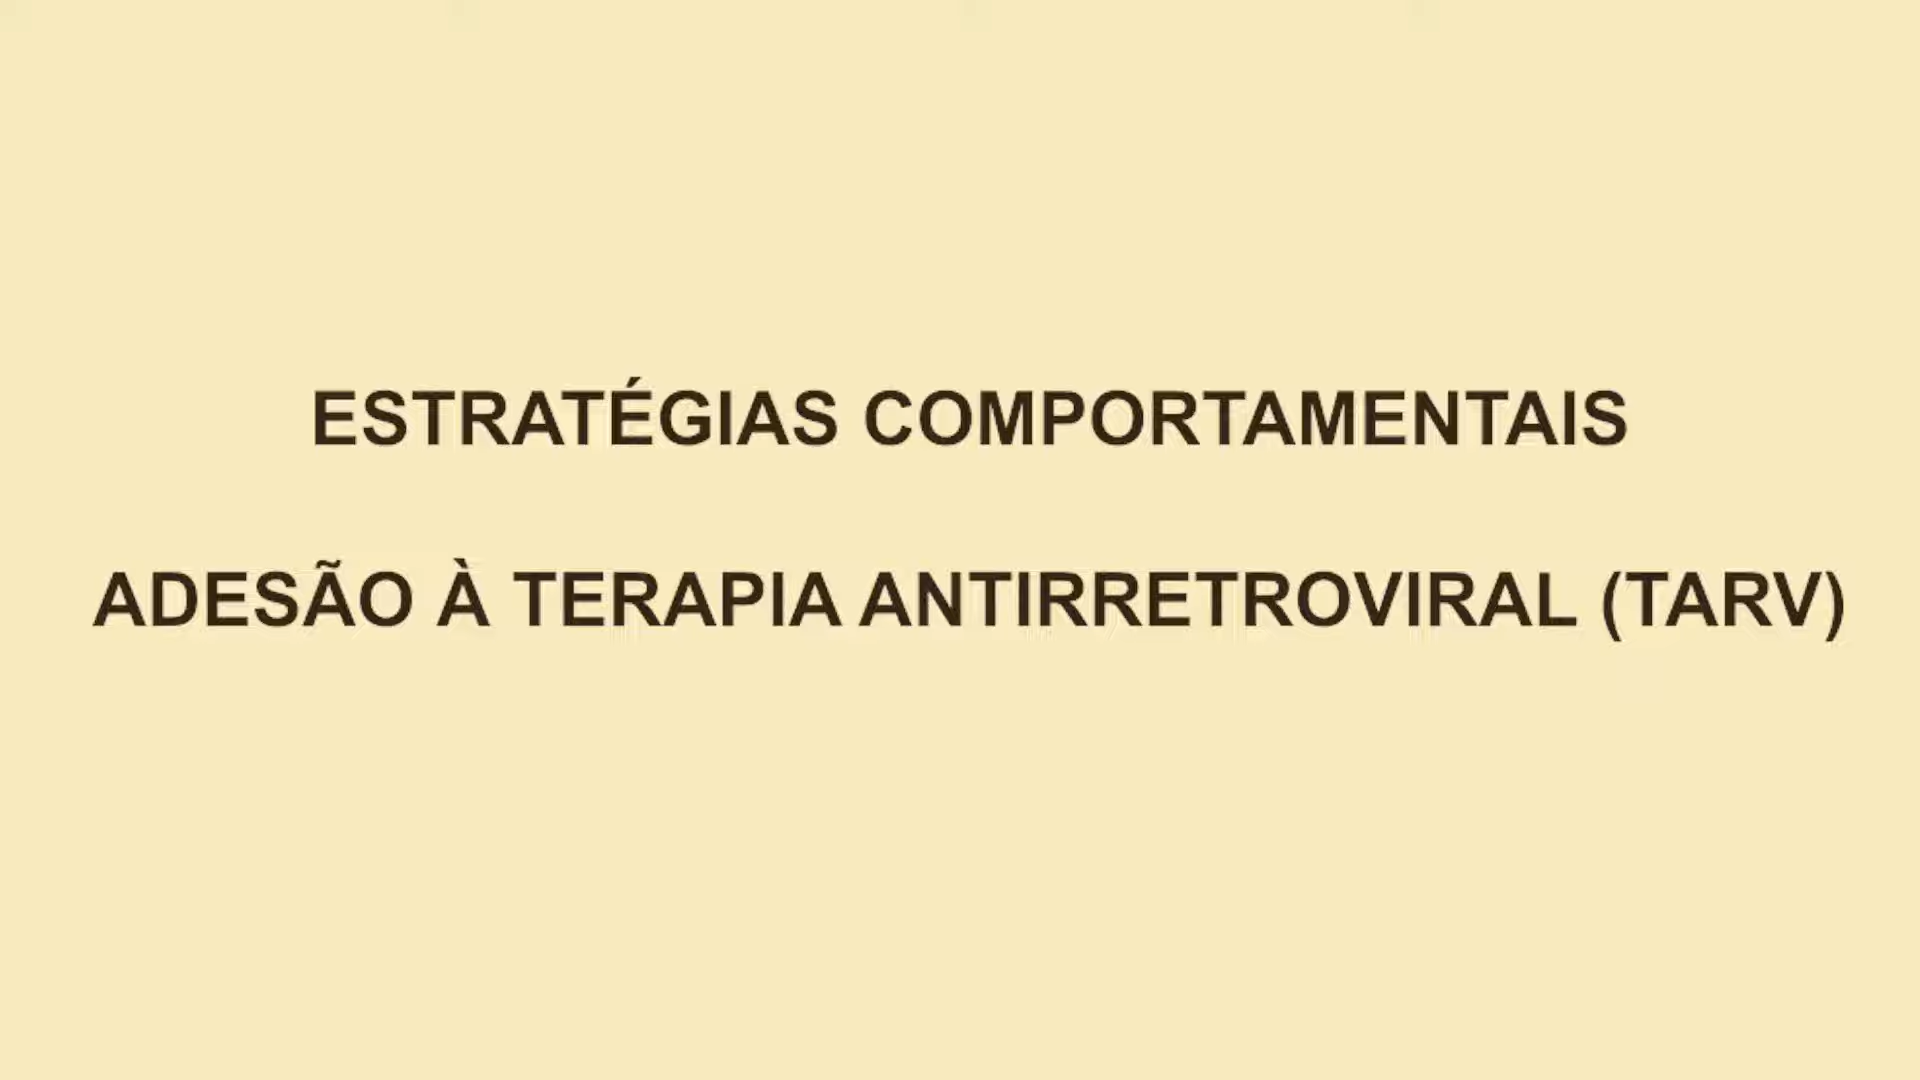 ESTRATÉGIAS COMPORTAMENTAIS
ADESÃO À TERAPIA ANTIRRETROVIRAL (TARV)